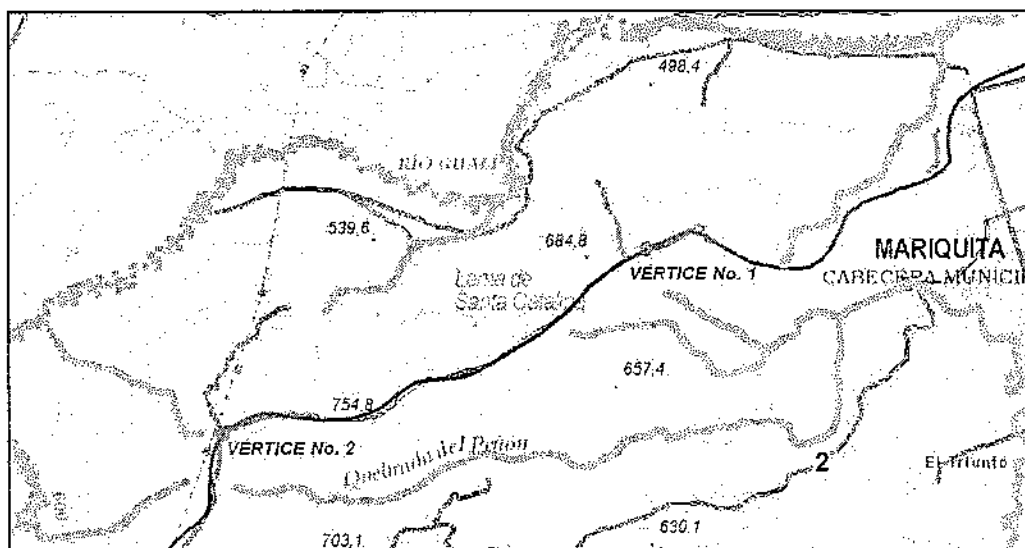 498,4
RÍO GUALÍ
539,6
684,8
MARIQUITA
VÉRTICE No. 1
CABECERA MUNICI
Loma de
Santa Catalina
657,4
754,8
VÉRTICE No. 2
Quebrada del Peñón
2
El Triunfo
630.1
703,1